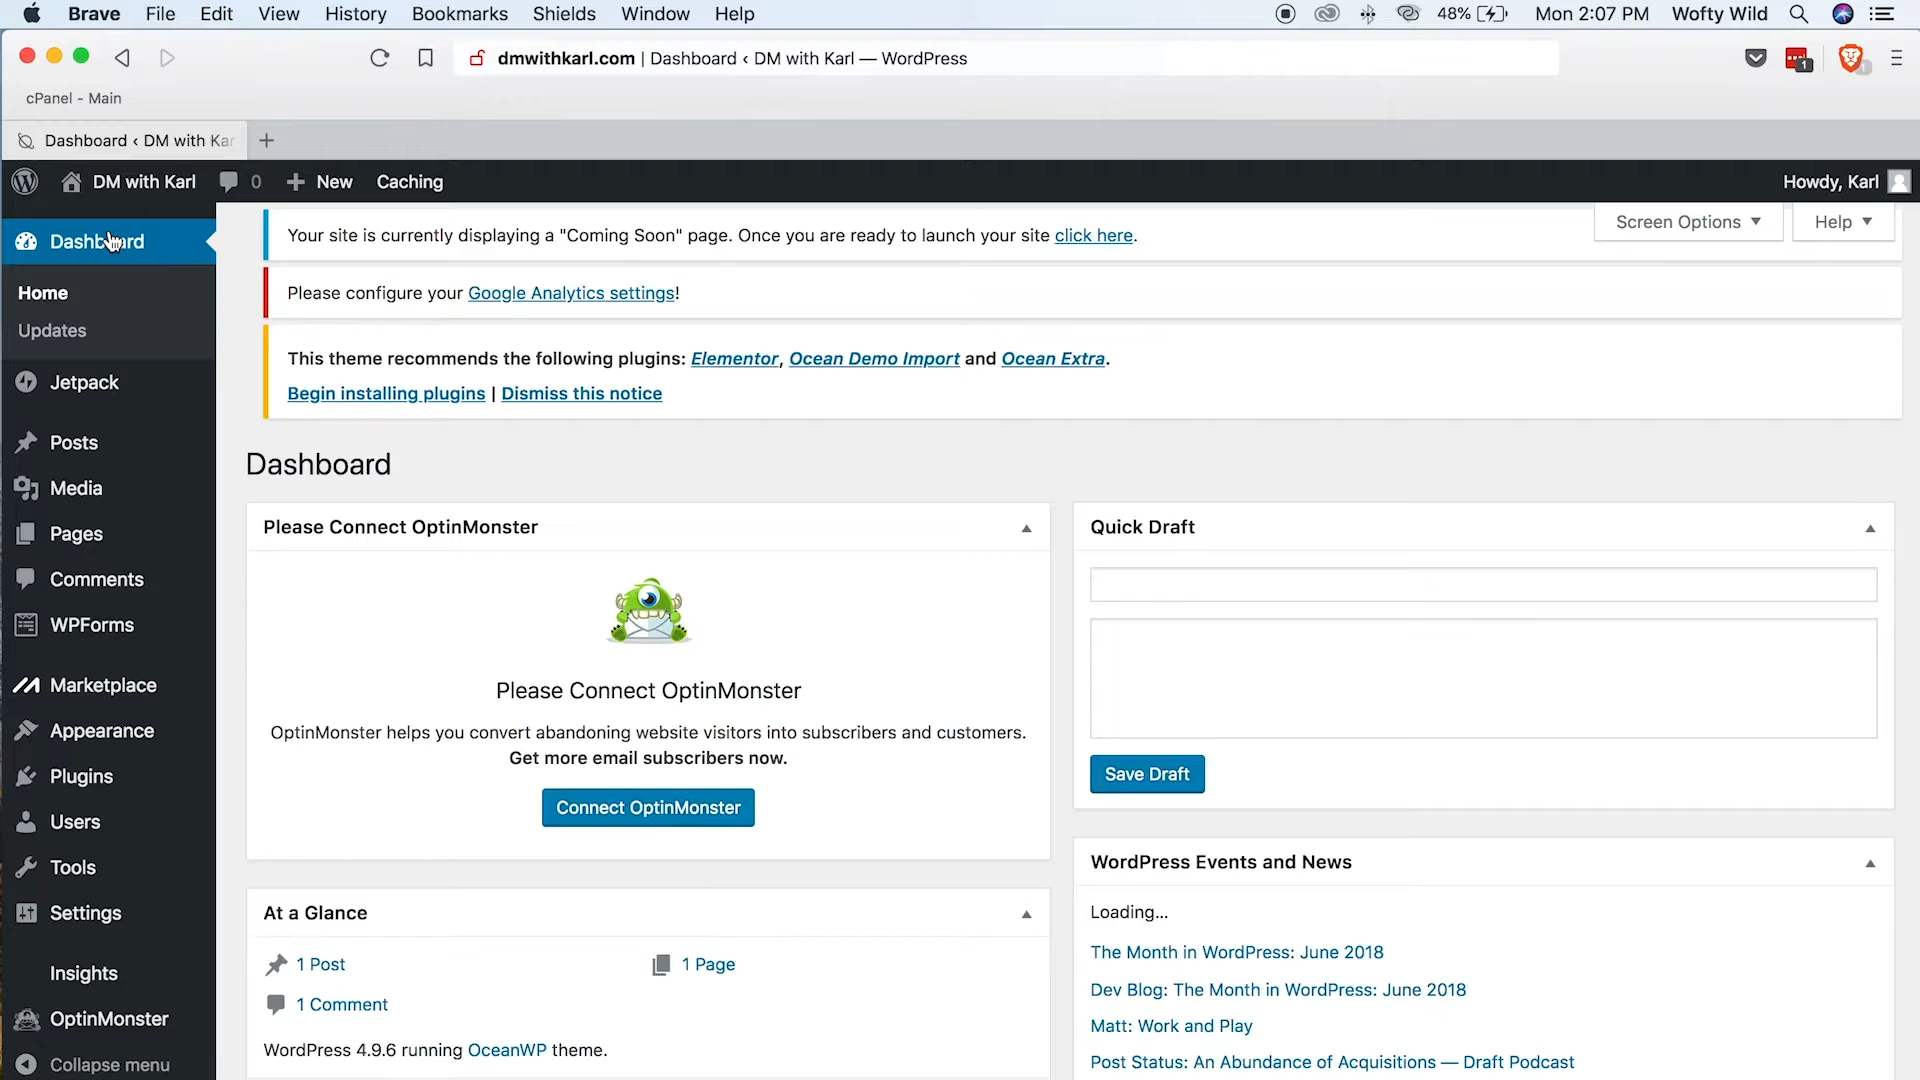 Brave File Edit View History Bookmarks Shields Window Help 48% Mon 2:07 PM Wofty Wild
dmwithkarl.com | Dashboard ‹ DM with Karl — WordPress 1 1
cPanel - Main
Dashboard ‹ DM with Kar
DM with Karl 0 New Caching Howdy, Karl
Dashboard
Home
Updates
Jetpack
Posts
Media
Pages
Comments
WPForms
Marketplace
Appearance
Plugins
Users
Tools
Settings
Insights
OptinMonster
Collapse menu
Screen Options Help
Your site is currently displaying a "Coming Soon" page. Once you are ready to launch your site click here.
Please configure your Google Analytics settings!
This theme recommends the following plugins: Elementor, Ocean Demo Import and Ocean Extra.
Begin installing plugins | Dismiss this notice
Dashboard
Please Connect OptinMonster
Please Connect OptinMonster
OptinMonster helps you convert abandoning website visitors into subscribers and customers.
Get more email subscribers now.
Connect OptinMonster
At a Glance
1 Post 1 Page
1 Comment
WordPress 4.9.6 running OceanWP theme.
Quick Draft
Save Draft
WordPress Events and News
Loading...
The Month in WordPress: June 2018
Dev Blog: The Month in WordPress: June 2018
Matt: Work and Play
Post Status: An Abundance of Acquisitions — Draft Podcast